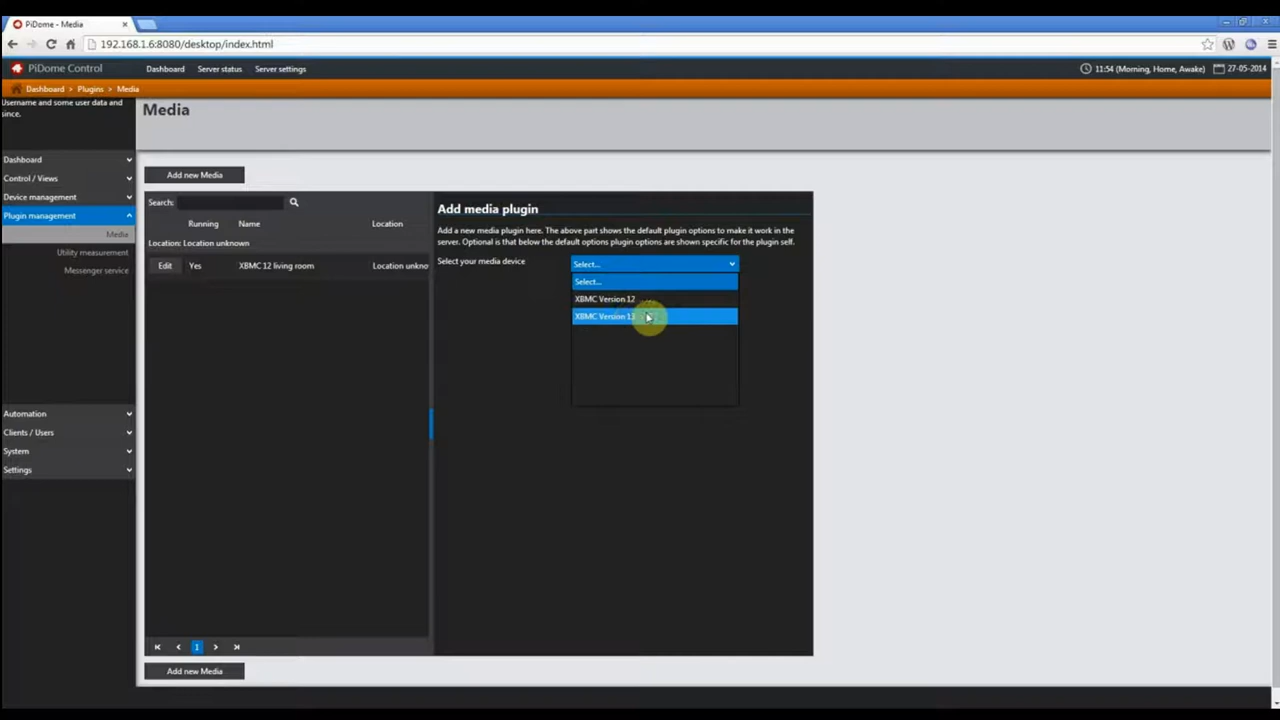 PiDome - Media
192.168.1.6:8080/desktop/index.html
PiDome Control
Dashboard
Server status
Server settings
11:54 (Morning, Home, Awake)
27-05-2014
Dashboard > Plugins > Media
Username and some user data and
since.
Media
Dashboard
Control / Views
Device management
Plugin management
Media
Utility measurement
Messenger service
Automation
Clients / Users
System
Settings
Add new Media
Search:
Running
Name
Location
Location: Location unknown
Edit
Yes
XBMC 12 living room
Location unkno
1
Add new Media
Add media plugin
Add a new media plugin here. The above part shows the default plugin options to make it work in the
server. Optional is that below the default options plugin options are shown specific for the plugin self.
Select your media device
Select...
Select...
XBMC Version 12
XBMC Version 13